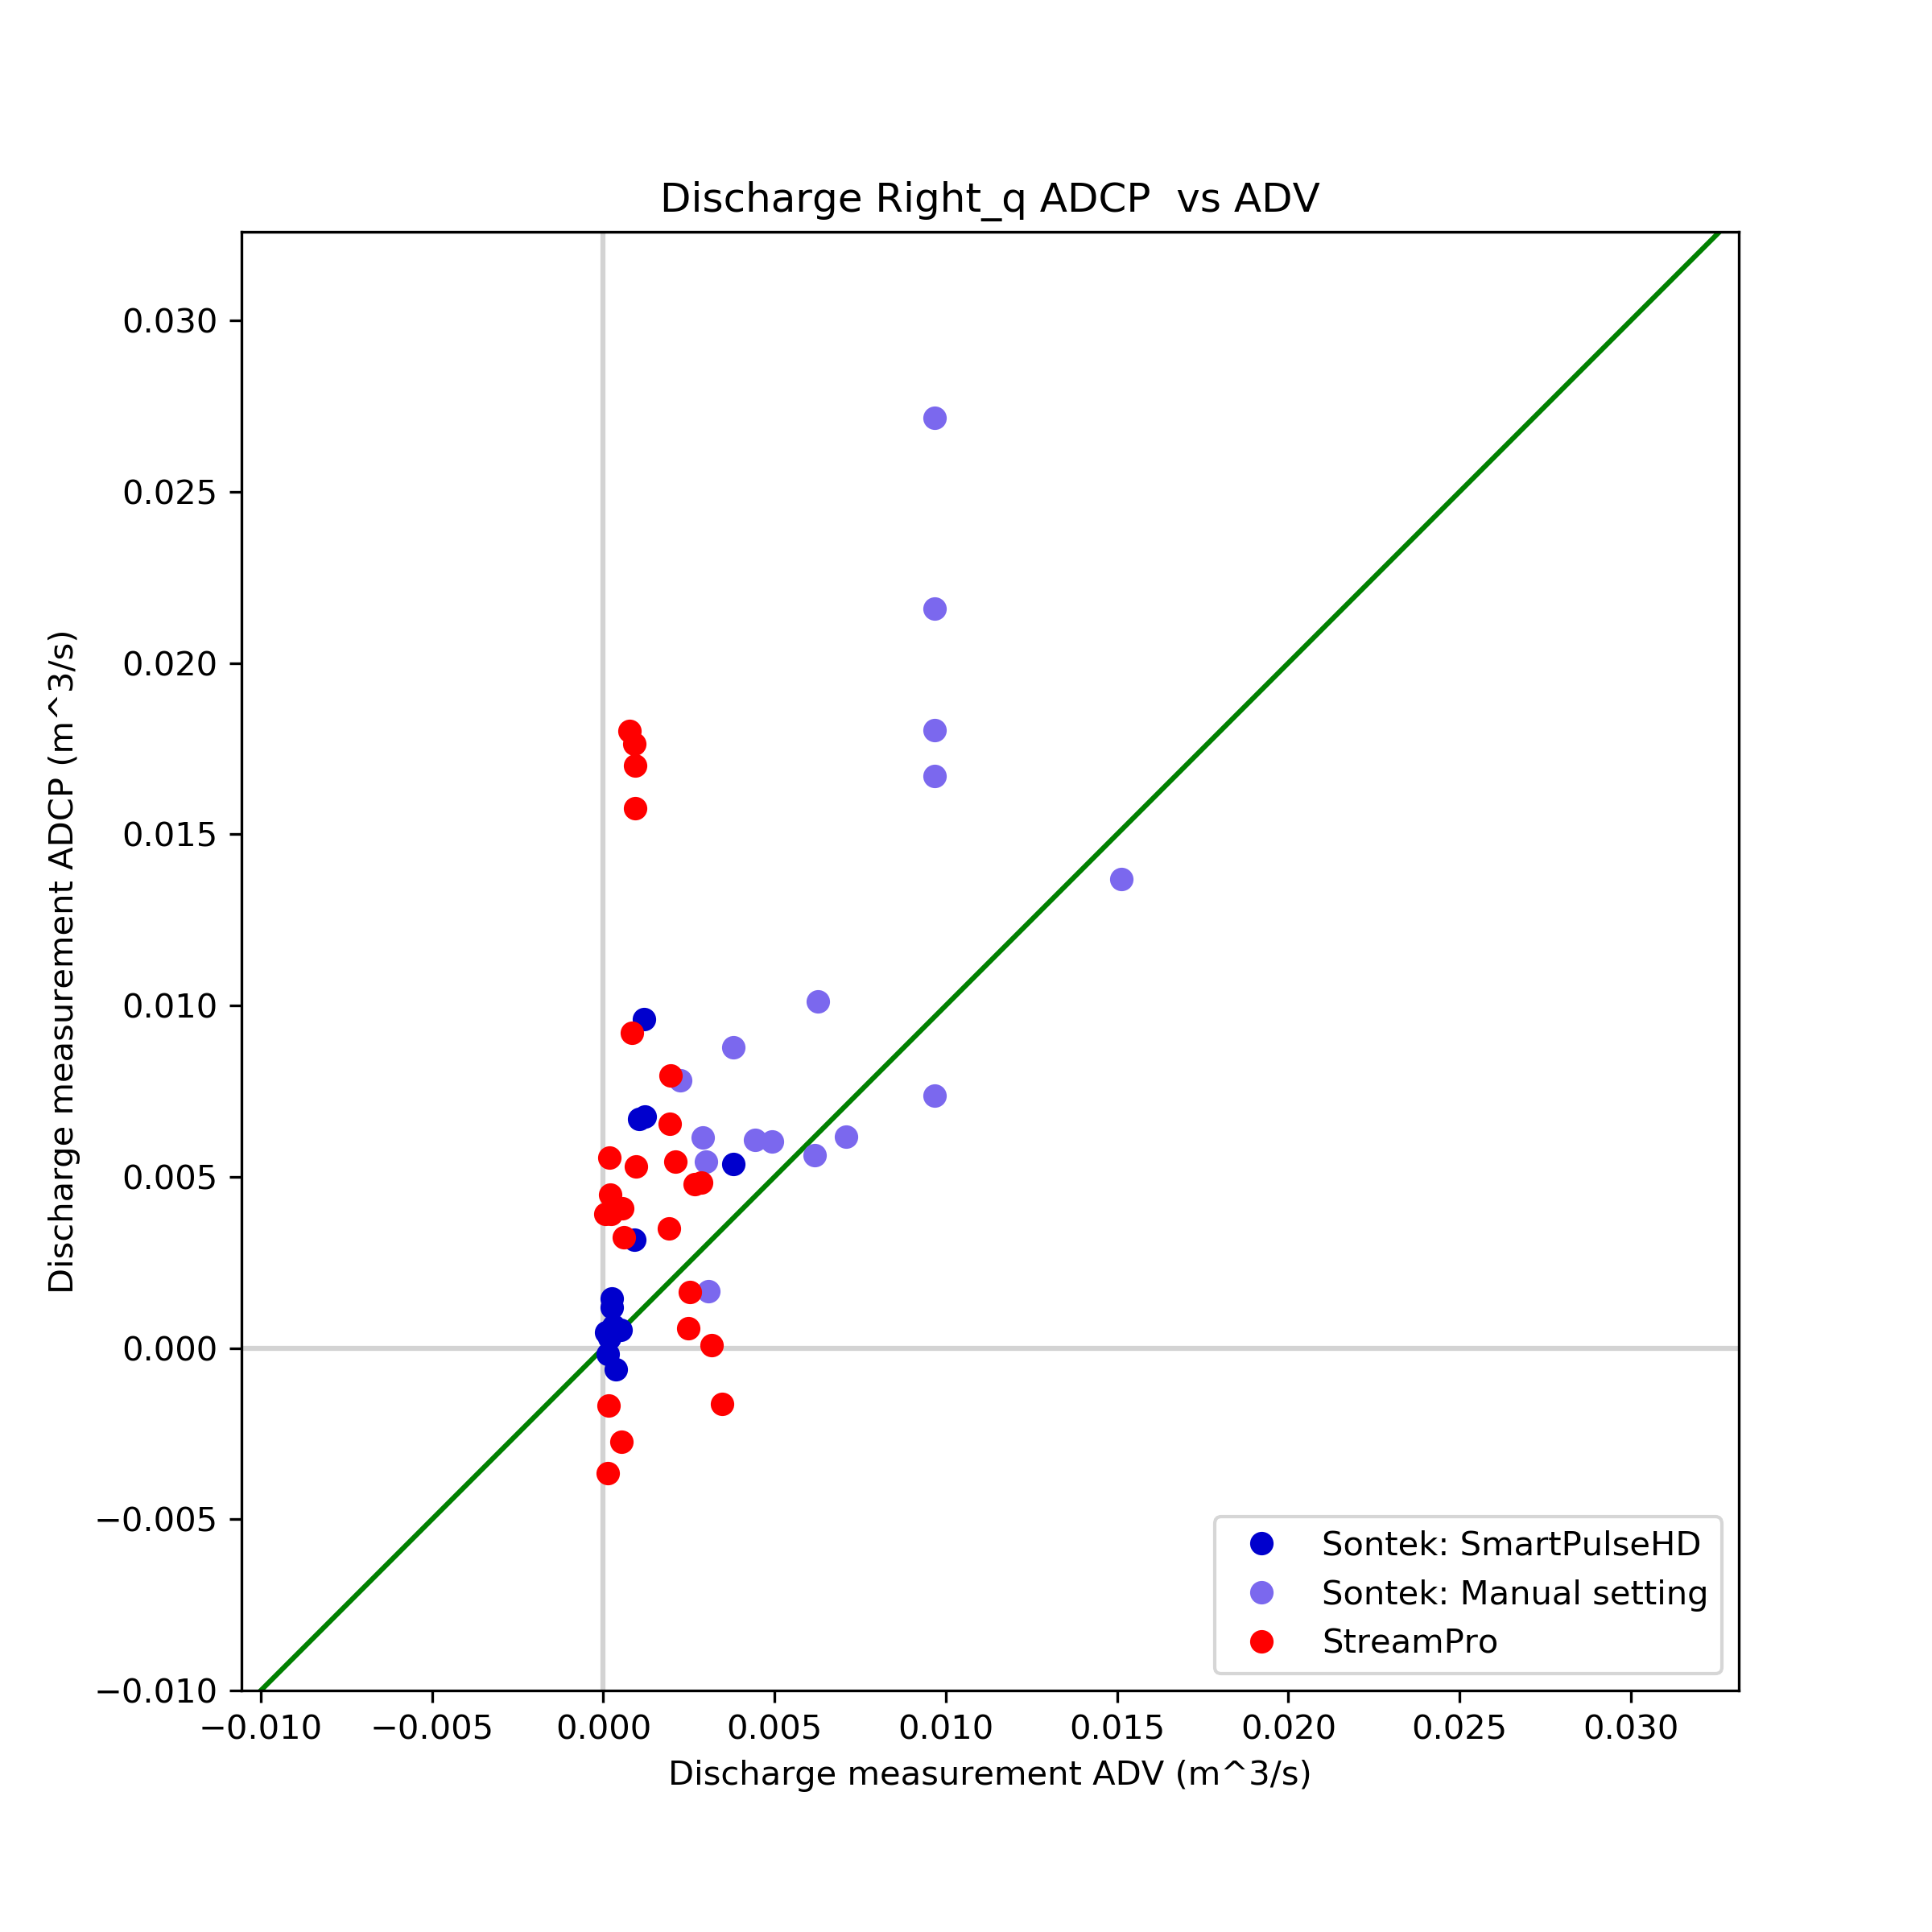 Discharge Right_q ADCP  vs ADV
0.030
0.025
0.020
0.015
0.010
0.005
0.000
−0.005
−0.010
Discharge measurement ADCP (m^3/s)
Sontek: SmartPulseHD
Sontek: Manual setting
StreamPro
−0.010 −0.005 0.000 0.005 0.010 0.015 0.020 0.025 0.030
Discharge measurement ADV (m^3/s)